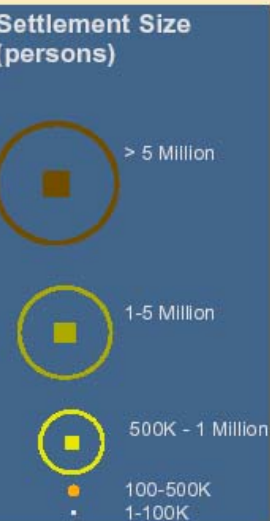 Settlement Size
(persons)
> 5 Million
1-5 Million
500K - 1 Million
100-500K
1-100K